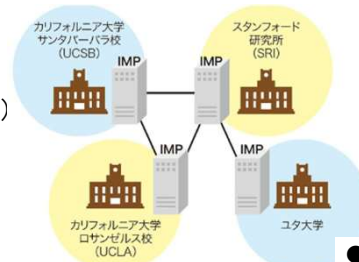 カリフォルニア大学
サンタバーバラ校
(UCSB)
IMP
スタンフォード
研究所
(SRI)
IMP
)
IMP
カリフォルニア大学
ロサンゼルス校
(UCLA)
IMP
ユタ大学